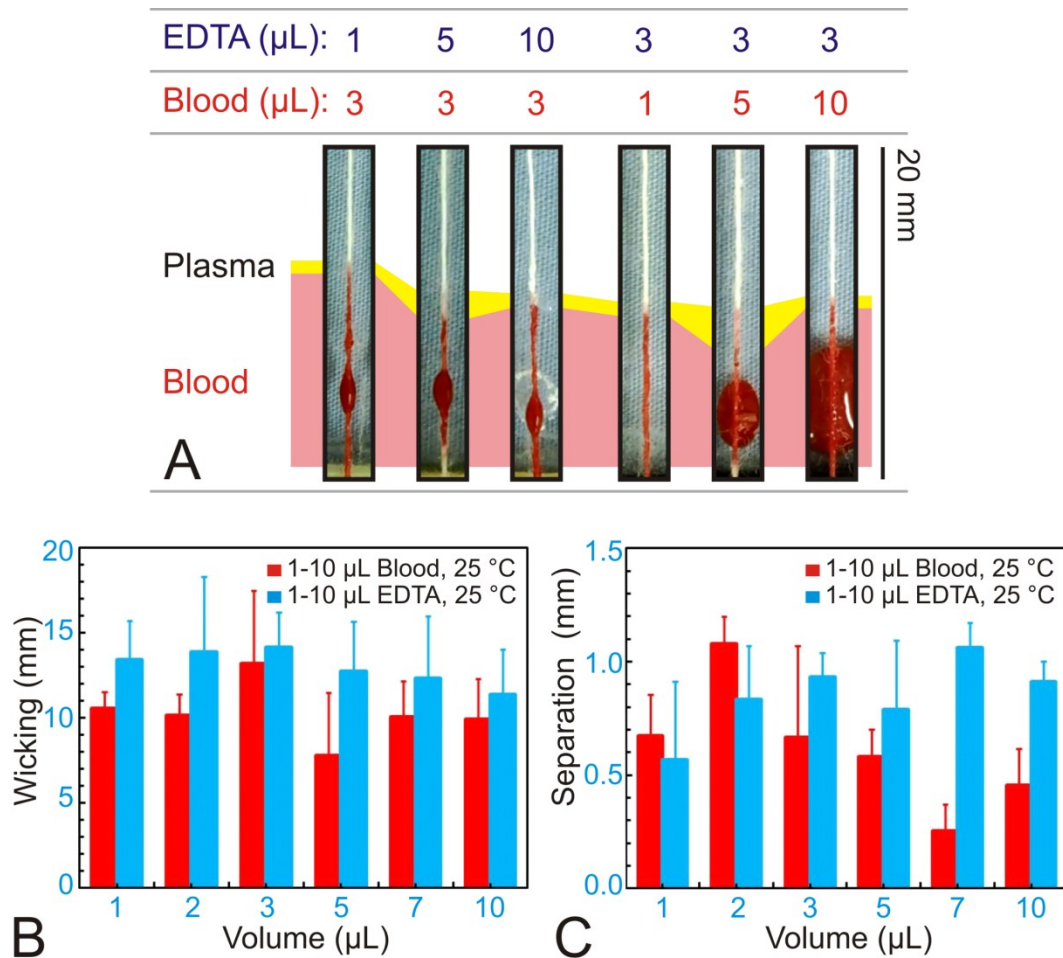 EDTA (µL): 1 5 10 3 3 3
Blood (µL): 3 3 3 1 5 10
20 mm
Plasma
Blood
A
20
15
10
5
0
Wicking (mm)
1-10 µL Blood, 25 °C
1-10 µL EDTA, 25 °C
1 2 3 5 7 10
Volume (µL)
B
1.5
1.0
0.5
0.0
Separation (mm)
1-10 µL Blood, 25 °C
1-10 µL EDTA, 25 °C
1 2 3 5 7 10
Volume (µL)
C